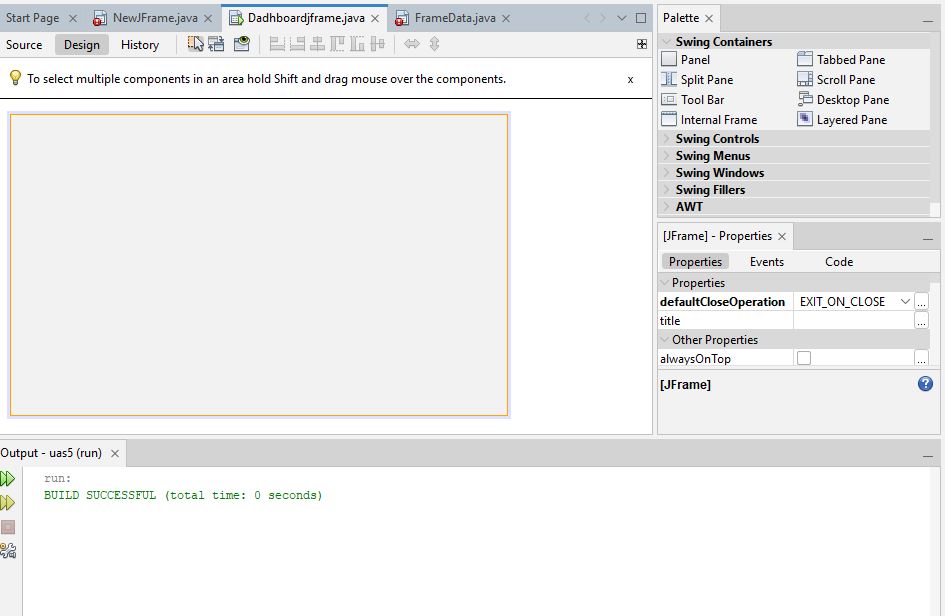 Start Page NewJFrame.java Dadhboardjframe.java FrameData.java
Source Design History
To select multiple components in an area hold Shift and drag mouse over the components. x
Palette
Swing Containers
Panel Tabbed Pane
Split Pane Scroll Pane
Tool Bar Desktop Pane
Internal Frame Layered Pane
Swing Controls
Swing Menus
Swing Windows
Swing Fillers
AWT
[JFrame] - Properties
Properties Events Code
Properties
defaultCloseOperation EXIT_ON_CLOSE ...
title ...
Other Properties
alwaysOnTop ...
[JFrame] ?
Output - uas5 (run)
run:
BUILD SUCCESSFUL (total time: 0 seconds)